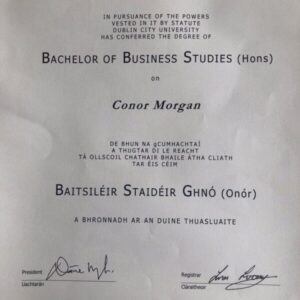 IN PURSUANCE OF THE POWERS
VESTED IN IT BY STATUTE
DUBLIN CITY UNIVERSITY
HAS CONFERRED THE DEGREE OF
BACHELOR OF BUSINESS STUDIES (Hons)
on
Conor Morgan
DE BHUN NA gCUMHACHTAÍ
A THUGTAR DI LE REACHT
TÁ OLLSCOIL CHATHAIR BHAILE ÁTHA CLIATH
TAR ÉIS CÉIM
BAITSILÉIR STAIDÉIR GHNÓ (Onór)
A BHRONNADH AR AN DUINE THUASLUAITE
President
Uachtarán
Registrar
Cláraitheoir